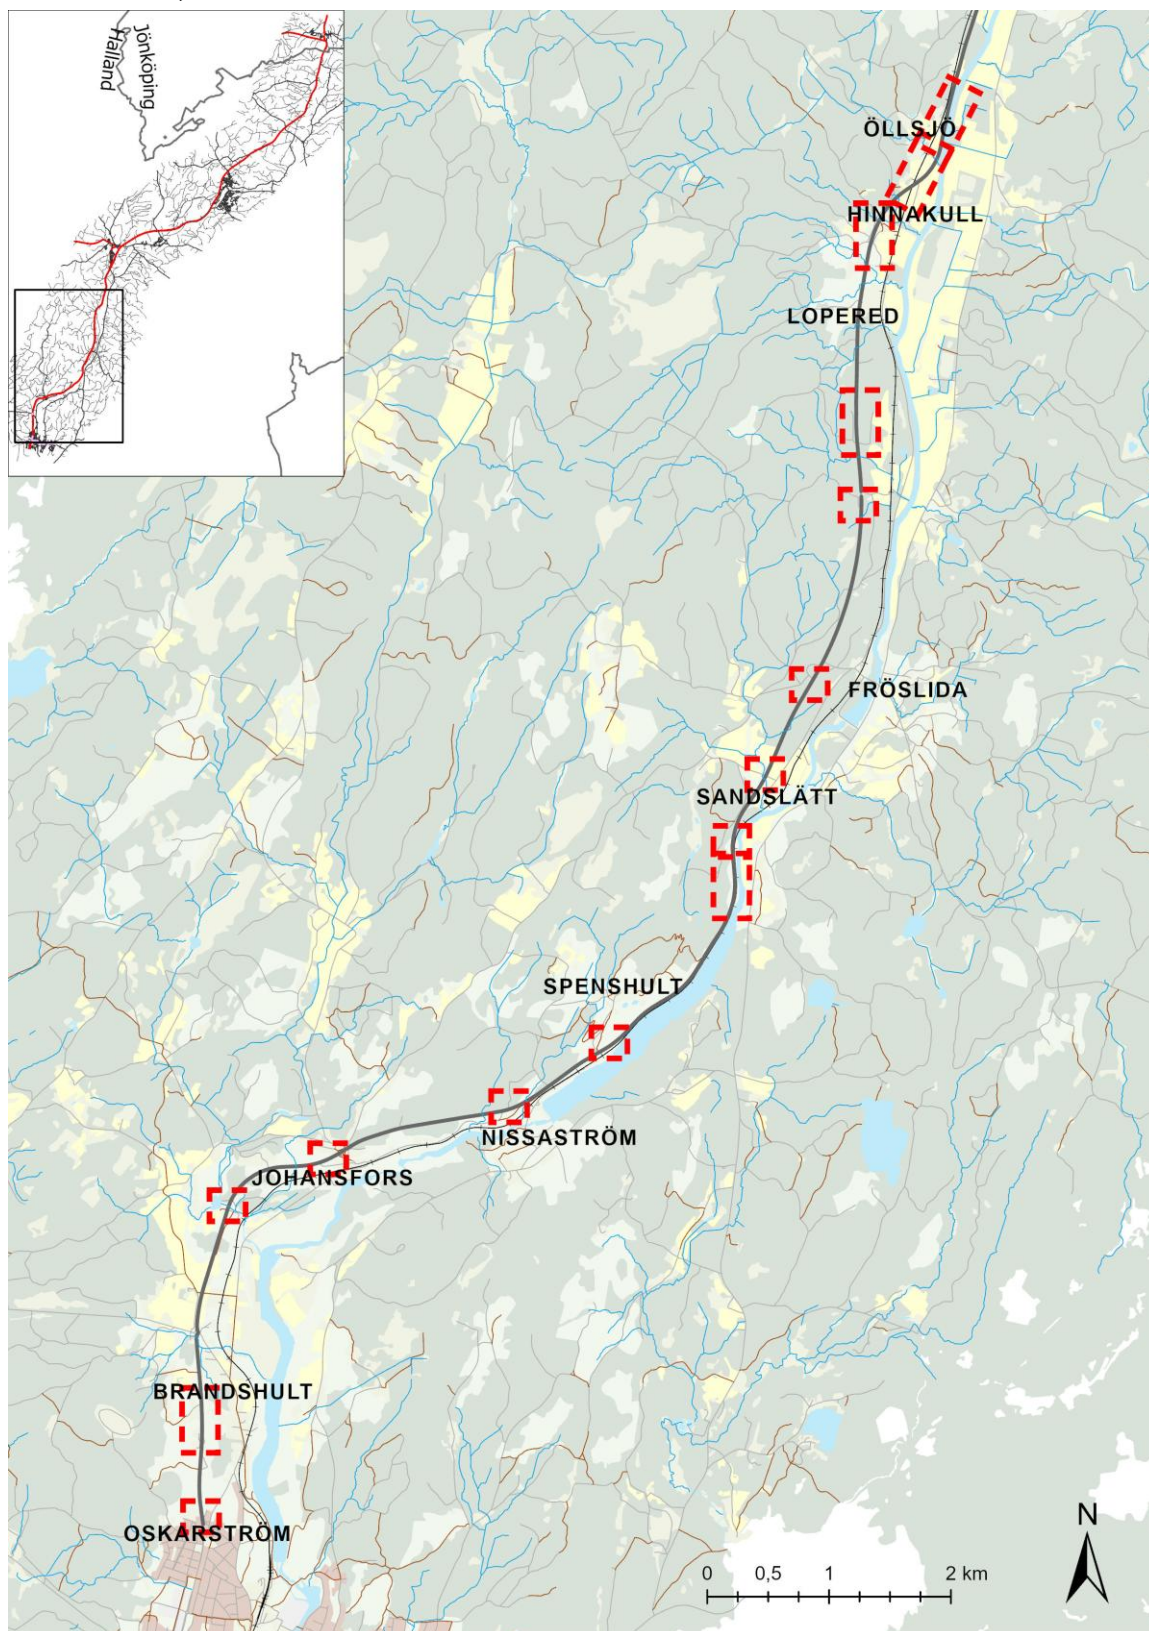 Jönköping
Halland
ÖLLSJÖ
HINNAKULL
LOPERED
FRÖSLIDA
SANDSLÄTT
SPENSHULT
NISSASTRÖM
JOHANSFORS
BRANDSHULT
OSKARSTRÖM
N
0 0,5 1 2 km